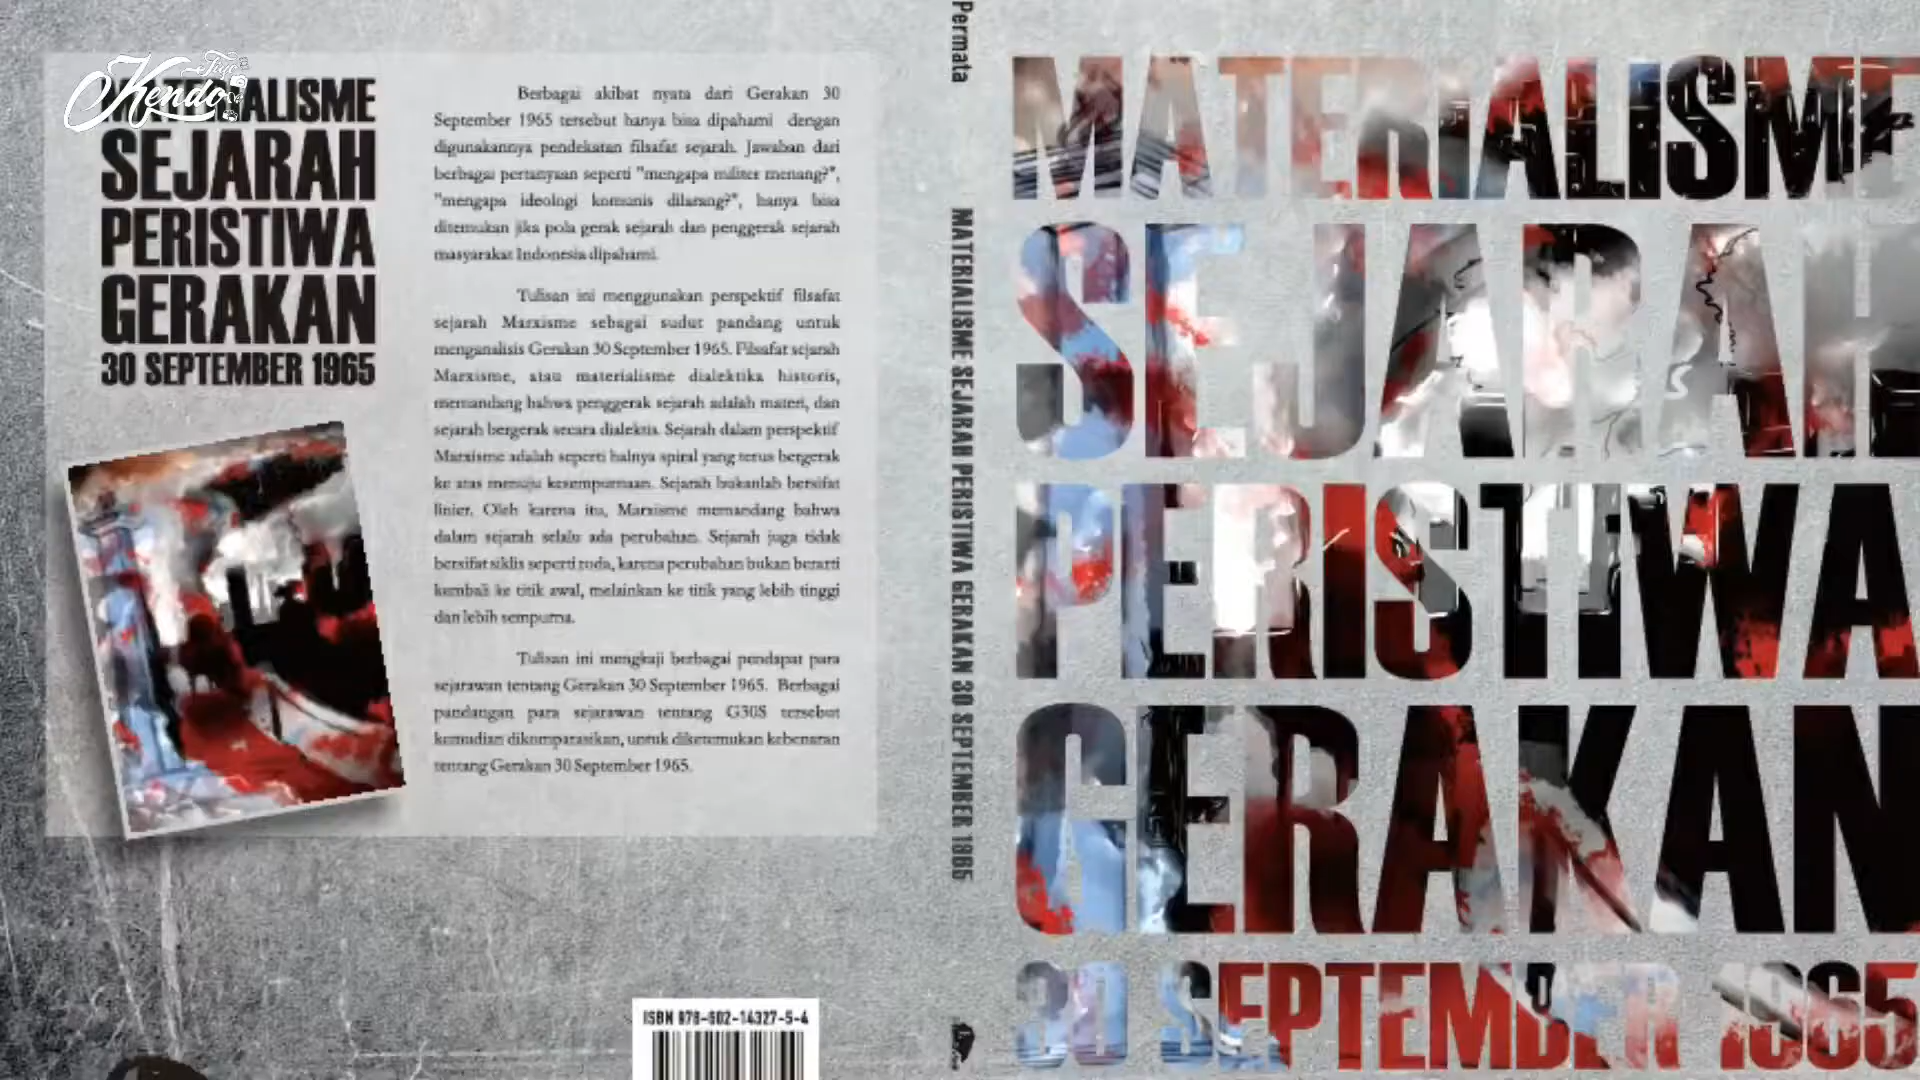 Tiyo
Kendo
MATERIALISME
SEJARAH
PERISTIWA
GERAKAN
30 SEPTEMBER 1965
Berbagai akibat nyata dari Gerakan 30
September 1965 tersebut hanya bisa dipahami dengan
digunakannya pendekatan filsafat sejarah. Jawaban dari
berbagai pertanyaan seperti "mengapa militer menang?",
"mengapa ideologi komunis dilarang?", hanya bisa
ditemukan jika pola gerak sejarah dan penggerak sejarah
masyarakat Indonesia dipahami.
Tulisan ini menggunakan perspektif filsafat
sejarah Marxisme sebagai sudut pandang untuk
menganalisis Gerakan 30 September 1965. Filsafat sejarah
Marxisme, atau materialisme dialektika historis,
memandang bahwa penggerak sejarah adalah materi, dan
sejarah bergerak secara dialektis. Sejarah dalam perspektif
Marxisme adalah seperti halnya spiral yang terus bergerak
ke atas menuju kesempurnaan. Sejarah bukanlah bersifat
linier. Oleh karena itu, Marxisme memandang bahwa
dalam sejarah selalu ada perubahan. Sejarah juga tidak
bersifat siklis seperti roda, karena perubahan bukan berarti
kembali ke titik awal, melainkan ke titik yang lebih tinggi
dan lebih sempurna.
Tulisan ini mengkaji berbagai pendapat para
sejarawan tentang Gerakan 30 September 1965. Berbagai
pandangan para sejarawan tentang G30S tersebut
kemudian dikomparasikan, untuk diketemukan kebenaran
tentang Gerakan 30 September 1965.
ISBN 978-602-14327-5-4
Permata
MATERIALISME SEJARAH PERISTIWA GERAKAN 30 SEPTEMBER 1965
MATERIALISME
SEJARAH
PERISTIWA
GERAKAN
30 SEPTEMBER 1965